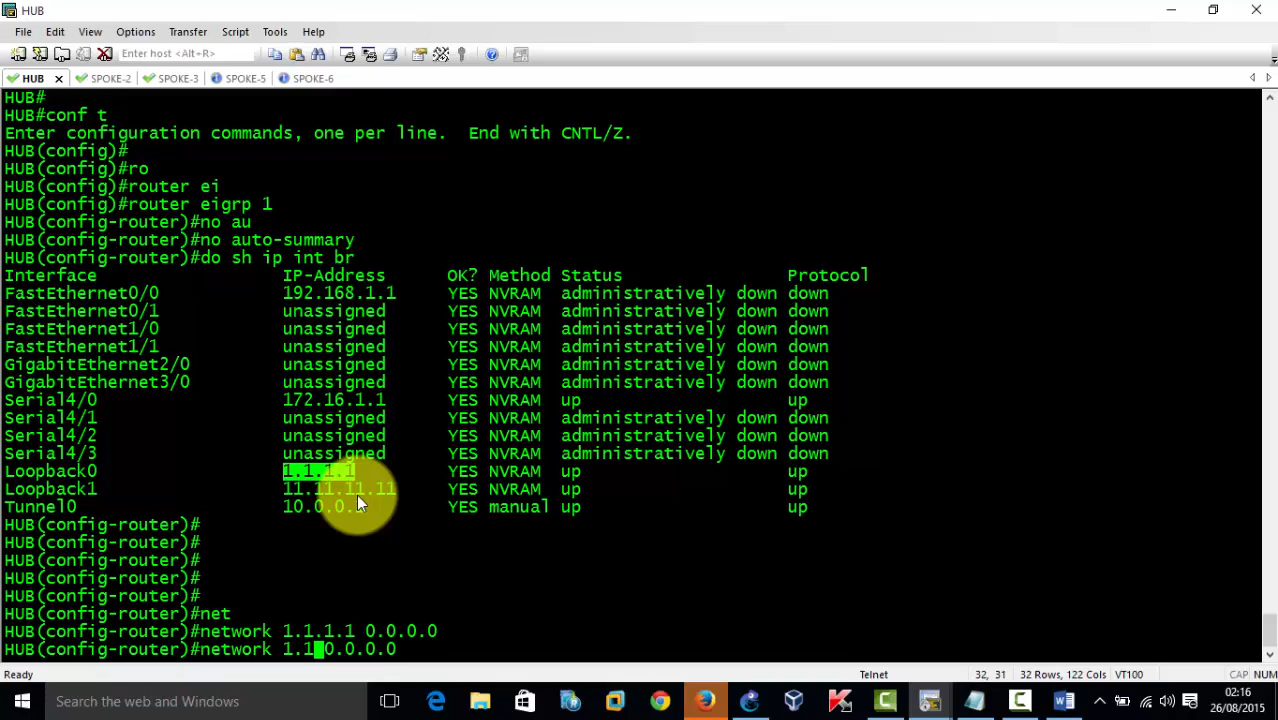 HUB
File Edit View Options Transfer Script Tools Help
Enter host <Alt+R>
HUB SPOKE-2 SPOKE-3 SPOKE-5 SPOKE-6
HUB#
HUB#conf t
Enter configuration commands, one per line. End with CNTL/Z.
HUB(config)#
HUB(config)#ro
HUB(config)#router ei
HUB(config)#router eigrp 1
HUB(config-router)#no au
HUB(config-router)#no auto-summary
HUB(config-router)#do sh ip int br
Interface IP-Address OK? Method Status Protocol
FastEthernet0/0 192.168.1.1 YES NVRAM administratively down down
FastEthernet0/1 unassigned YES NVRAM administratively down down
FastEthernet1/0 unassigned YES NVRAM administratively down down
FastEthernet1/1 unassigned YES NVRAM administratively down down
GigabitEthernet2/0 unassigned YES NVRAM administratively down down
GigabitEthernet3/0 unassigned YES NVRAM administratively down down
Serial4/0 172.16.1.1 YES NVRAM up up
Serial4/1 unassigned YES NVRAM administratively down down
Serial4/2 unassigned YES NVRAM administratively down down
Serial4/3 unassigned YES NVRAM administratively down down
Loopback0 1.1.1.1 YES NVRAM up up
Loopback1 11.11.11.11 YES NVRAM up up
Tunnel0 10.0.0. YES manual up up
HUB(config-router)#
HUB(config-router)#
HUB(config-router)#
HUB(config-router)#
HUB(config-router)#
HUB(config-router)#net
HUB(config-router)#network 1.1.1.1 0.0.0.0
HUB(config-router)#network 1.1 0.0.0.0
Ready Telnet 32, 31 32 Rows, 122 Cols VT100 CAP NUM
Search the web and Windows
02:16
26/08/2015